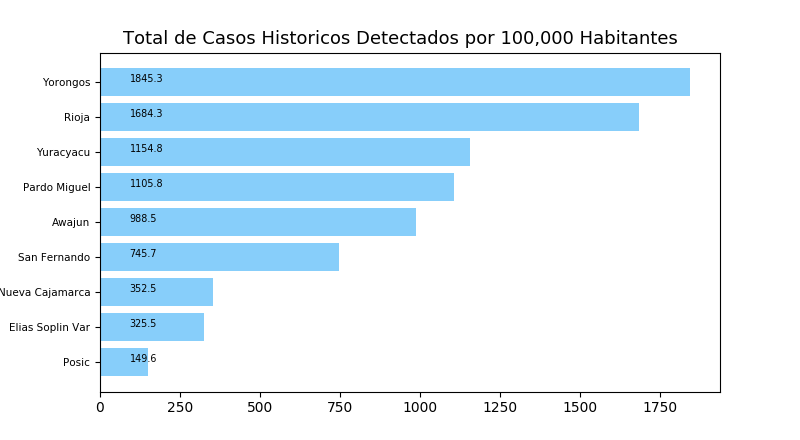 Total de Casos Historicos Detectados por 100,000 Habitantes
Yorongos 1845.3
Rioja 1684.3
Yuracyacu 1154.8
Pardo Miguel 1105.8
Awajun 988.5
San Fernando 745.7
Nueva Cajamarca 352.5
Elias Soplin Var 325.5
Posic 149.6
0 250 500 750 1000 1250 1500 1750